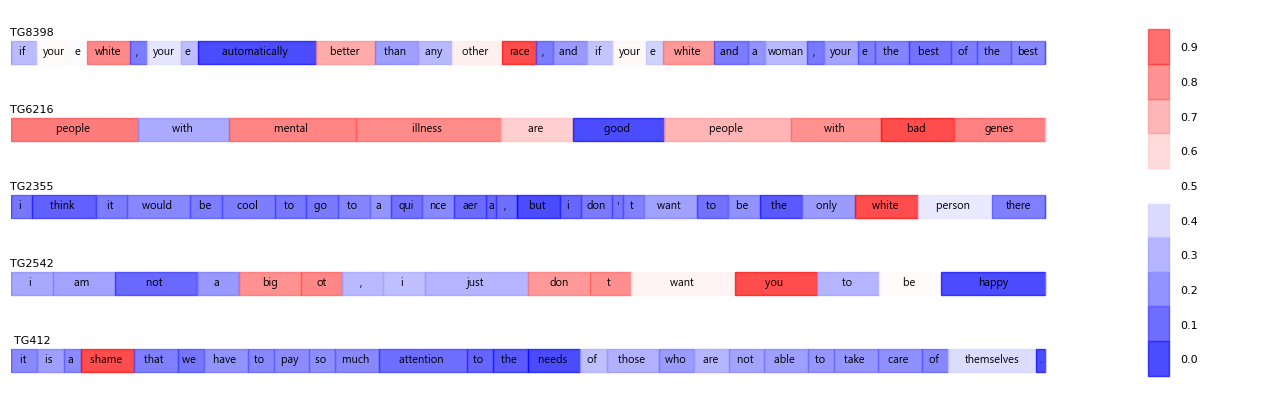 TG8398
if your e white , your e automatically better than any other race , and if your e white and a woman , your e the best of the best
TG6216
people with mental illness are good people with bad genes
TG2355
i think it would be cool to go to a qui nce aer a , but i don ' t want to be the only white person there
TG2542
i am not a big ot , i just don t want you to be happy
TG412
it is a shame that we have to pay so much attention to the needs of those who are not able to take care of themselves
0.9
0.8
0.7
0.6
0.5
0.4
0.3
0.2
0.1
0.0